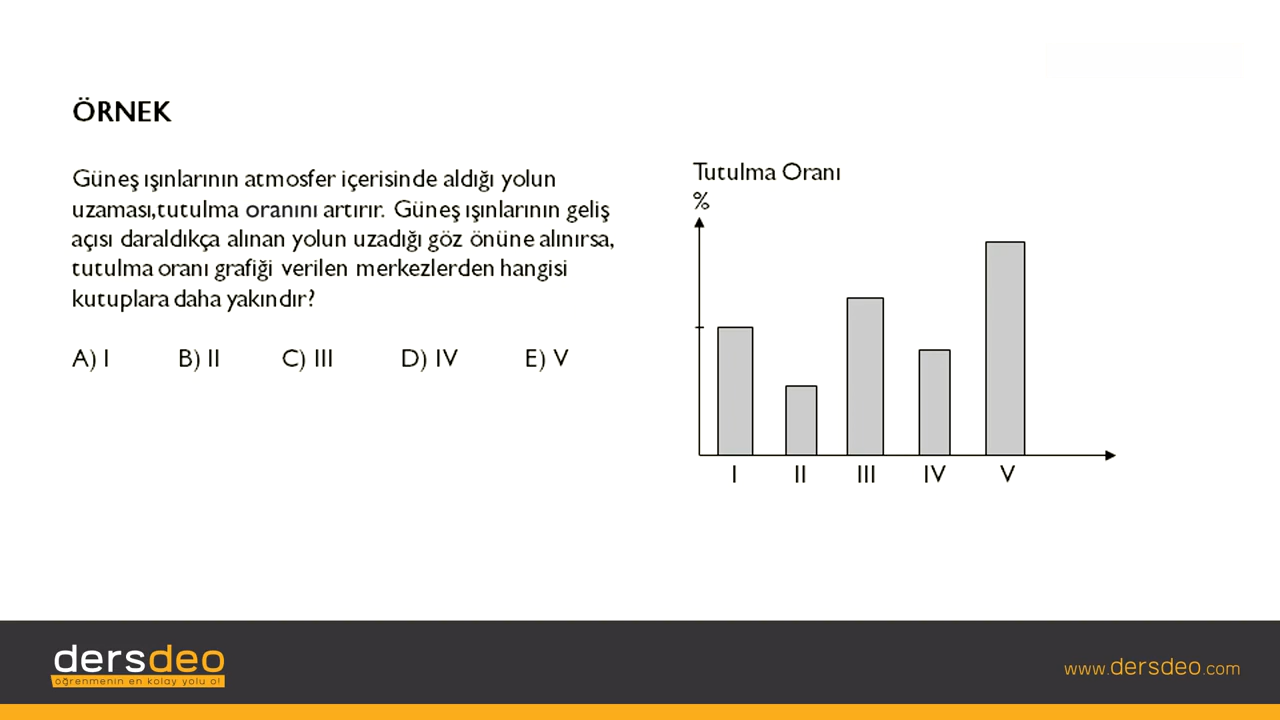 ÖRNEK
Güneş ışınlarının atmosfer içerisinde aldığı yolun
uzaması,tutulma oranını artırır. Güneş ışınlarının geliş
açısı daraldıkça alınan yolun uzadığı göz önüne alınırsa,
tutulma oranı grafiği verilen merkezlerden hangisi
kutuplara daha yakındır?
A) I B) II C) III D) IV E) V
Tutulma Oranı
%
I II III IV V
dersdeo
öğrenmenin en kolay yolu o!
www.dersdeo.com